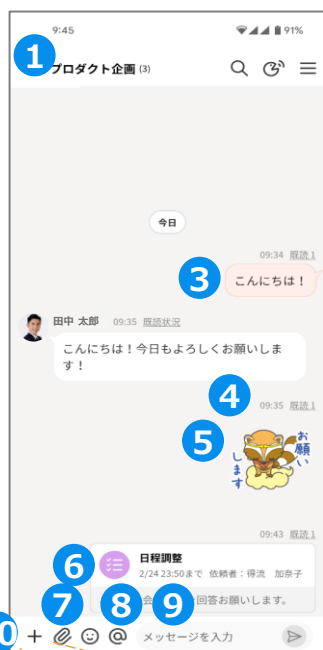 9:45 91%
1
プロダクト企画 (3)
今日
09:34 既読 1
3 こんにちは！
田中 太郎 09:35 既読状況
こんにちは！今日もよろしくお願いしま
す！
4
09:35 既読 1
5
お願い
します
09:43 既読 1
日程調整
6
2/24 23:50まで 依頼者：得流 加奈子
7 8 9
回答お願いします。
0
メッセージを入力